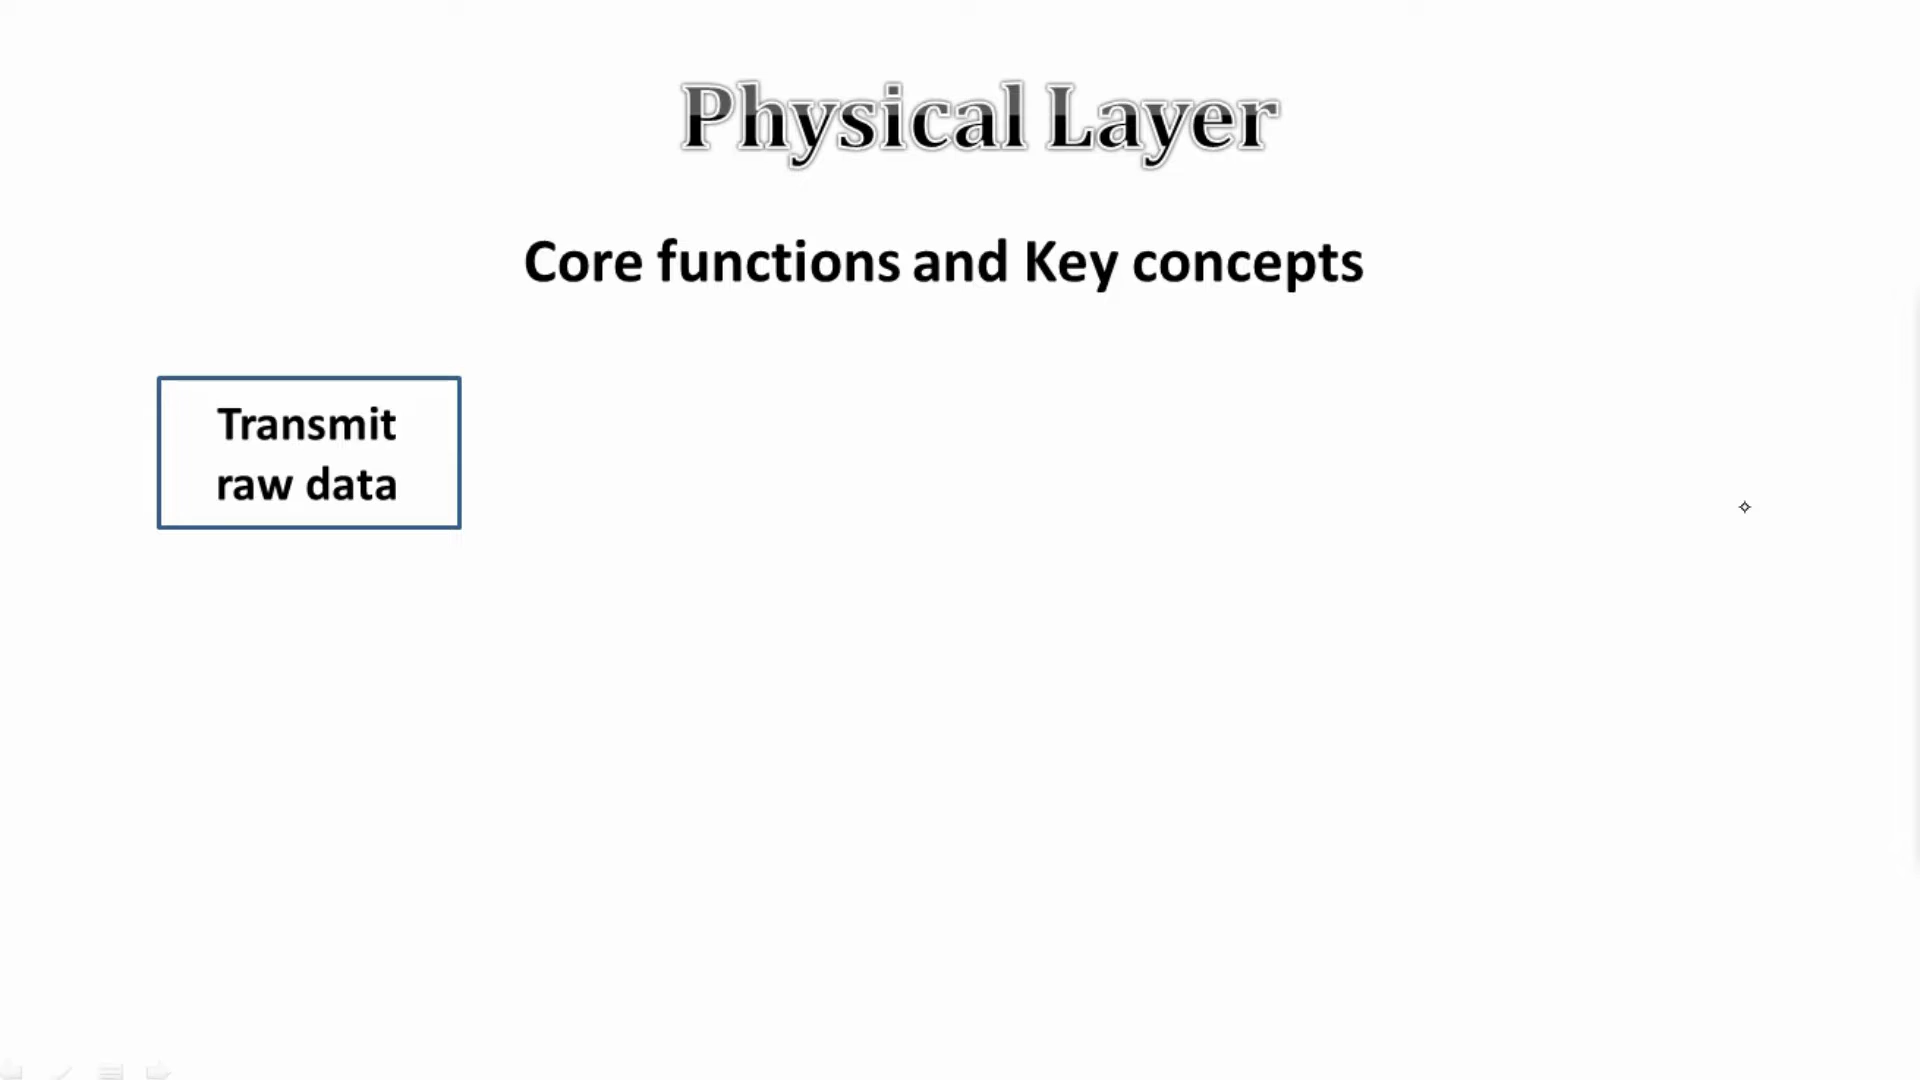 Physical Layer
Core functions and Key concepts
Transmit
raw data